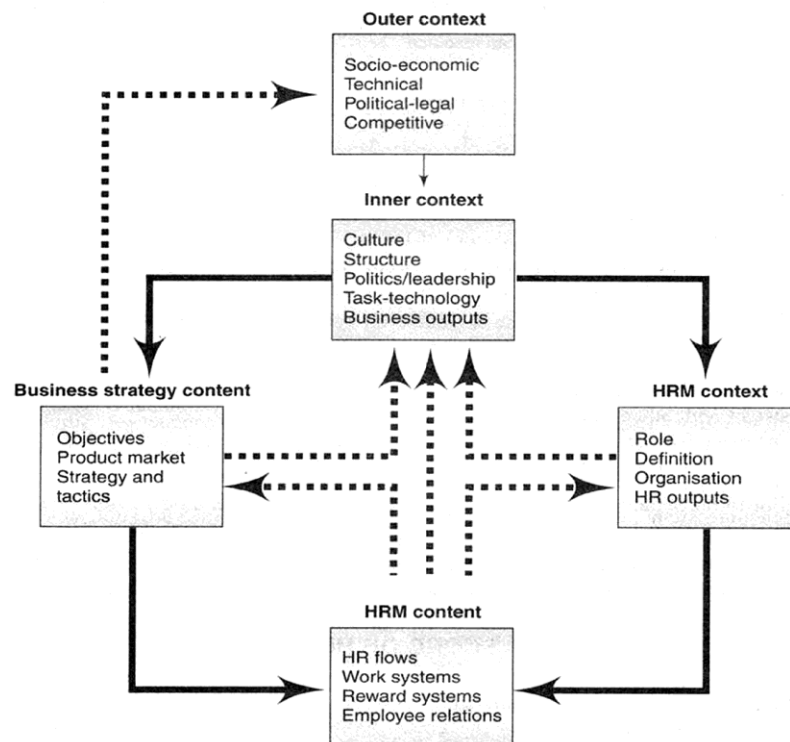 Outer context
Socio-economic
Technical
Political-legal
Competitive
Inner context
Culture
Structure
Politics/leadership
Task-technology
Business outputs
Business strategy content
Objectives
Product market
Strategy and
tactics
HRM context
Role
Definition
Organisation
HR outputs
HRM content
HR flows
Work systems
Reward systems
Employee relations